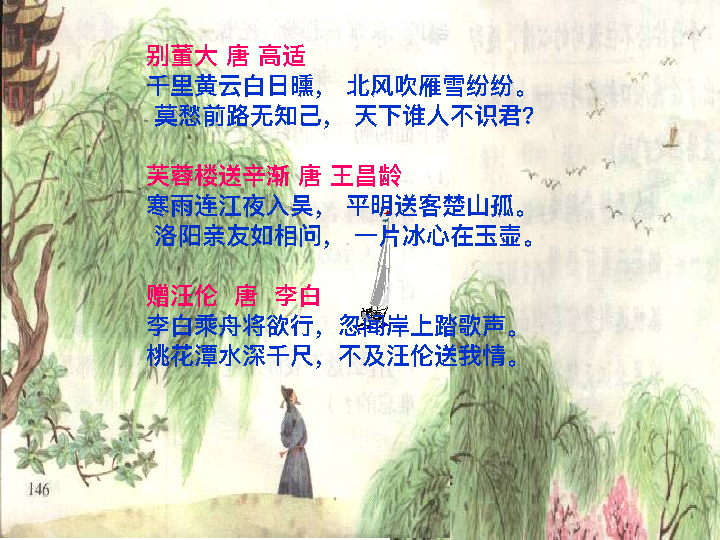 别董大 唐 高适
千里黄云白日曛， 北风吹雁雪纷纷。
莫愁前路无知己， 天下谁人不识君?
芙蓉楼送辛渐 唐 王昌龄
寒雨连江夜入吴， 平明送客楚山孤。
洛阳亲友如相问， 一片冰心在玉壶。
赠汪伦 唐 李白
李白乘舟将欲行，忽闻岸上踏歌声。
桃花潭水深千尺，不及汪伦送我情。
146